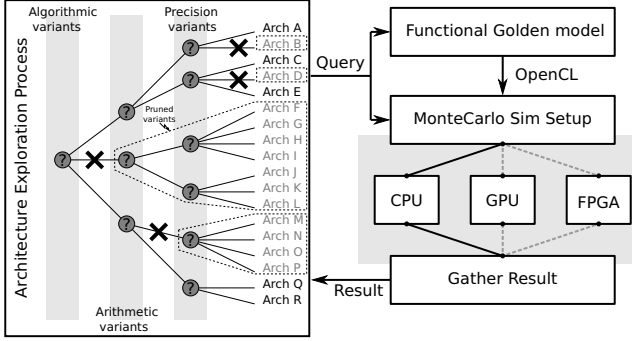 Algorithmic
variants
Precision
variants
Architecture Exploration Process
?
?
?
?
?
?
?
?
?
?
Pruned
variants
Arch A
Arch B
Arch C
Arch D
Arch E
Arch F
Arch G
Arch H
Arch I
Arch J
Arch K
Arch L
Arch M
Arch N
Arch O
Arch P
Arch Q
Arch R
Arithmetic
variants
Query
Result
Functional Golden model
OpenCL
MonteCarlo Sim Setup
CPU
GPU
FPGA
Gather Result